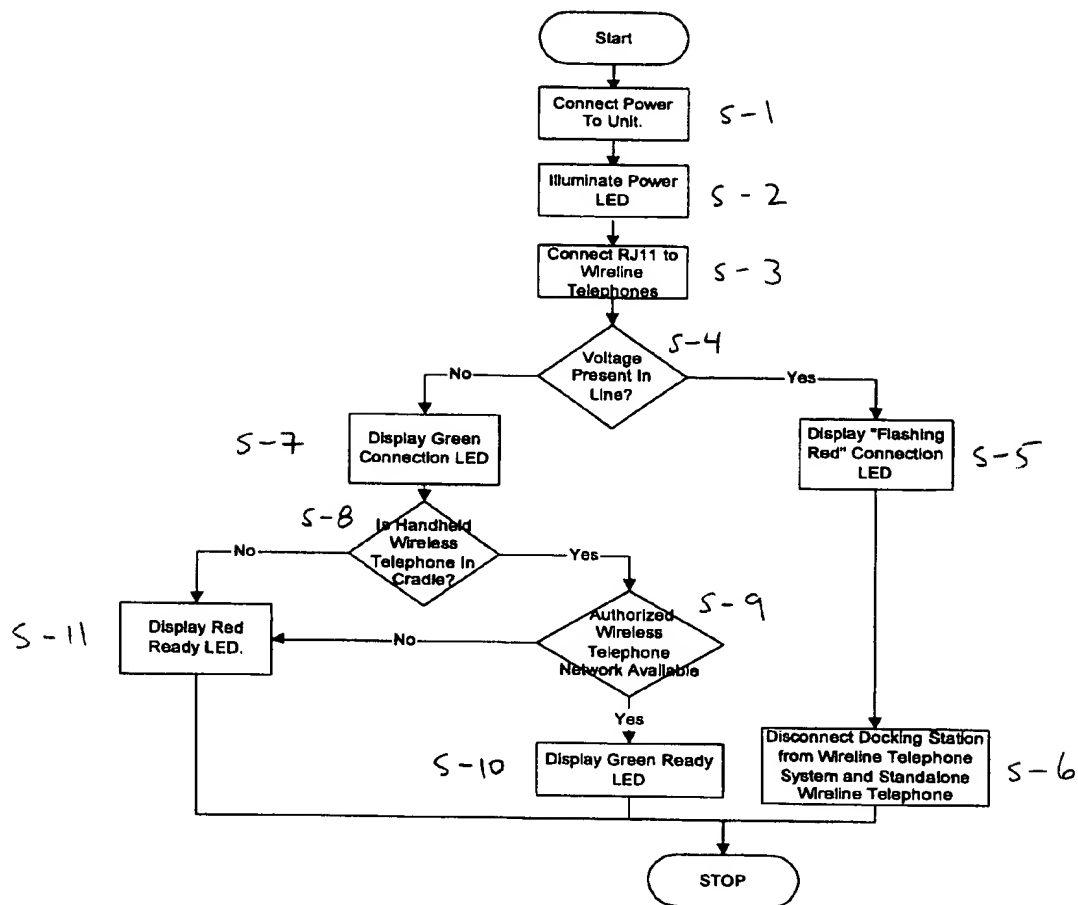 Start
Connect Power
To Unit.
S-1
Illuminate Power
LED
S-2
Connect RJ11 to
Wireline
Telephones
S-3
S-4
Voltage
Present In
Line?
No
Yes
S-7
Display Green
Connection LED
Display "Flashing
Red" Connection
LED
S-5
S-8
Is Handheld
Wireless
Telephone In
Cradle?
No
Yes
S-9
S-11
Display Red
Ready LED.
No
Authorized
Wireless
Telephone
Network Available
Yes
S-10
Display Green Ready
LED
Disconnect Docking Station
from Wireline Telephone
System and Standalone
Wireline Telephone
S-6
STOP